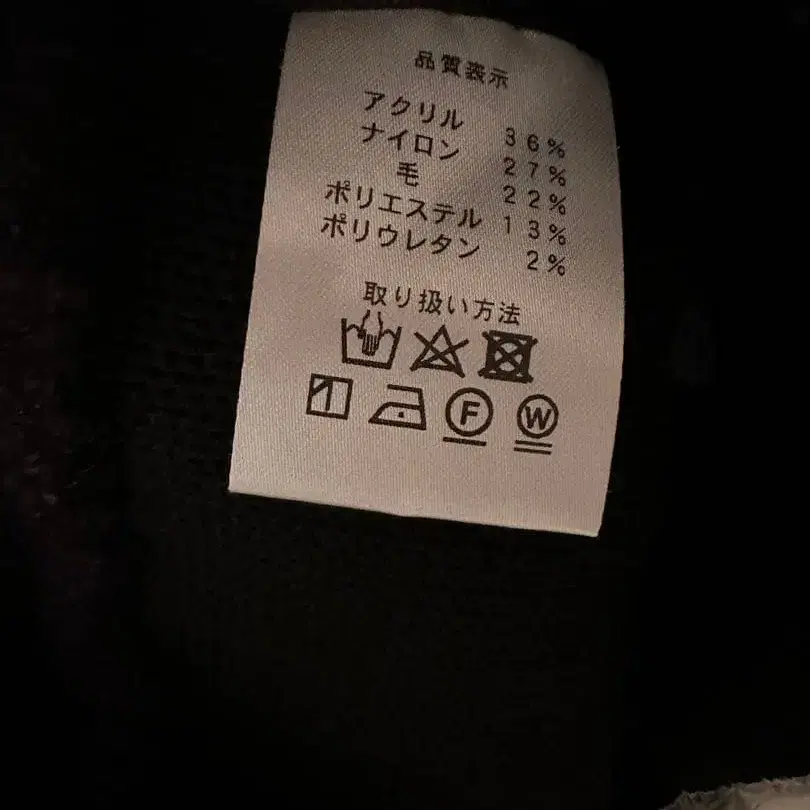 品質表示
アクリル 36%
ナイロン 27%
毛 22%
ポリエステル 13%
ポリウレタン 2%
取り扱い方法
F W